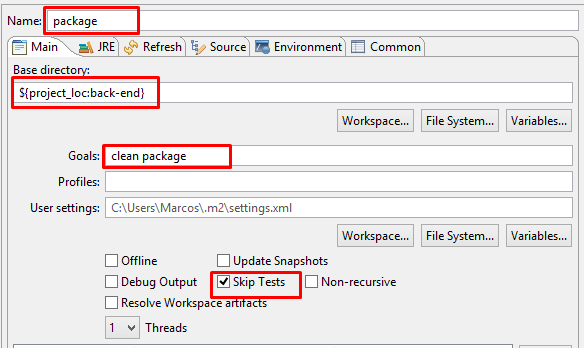 Name: package
Main JRE Refresh Source Environment Common
Base directory:
${project_loc:back-end}
Workspace... File System... Variables...
Goals: clean package
Profiles:
User settings: C:\Users\Marcos\.m2\settings.xml
Workspace... File System... Variables...
Offline Update Snapshots
Debug Output Skip Tests Non-recursive
Resolve Workspace artifacts
1 Threads